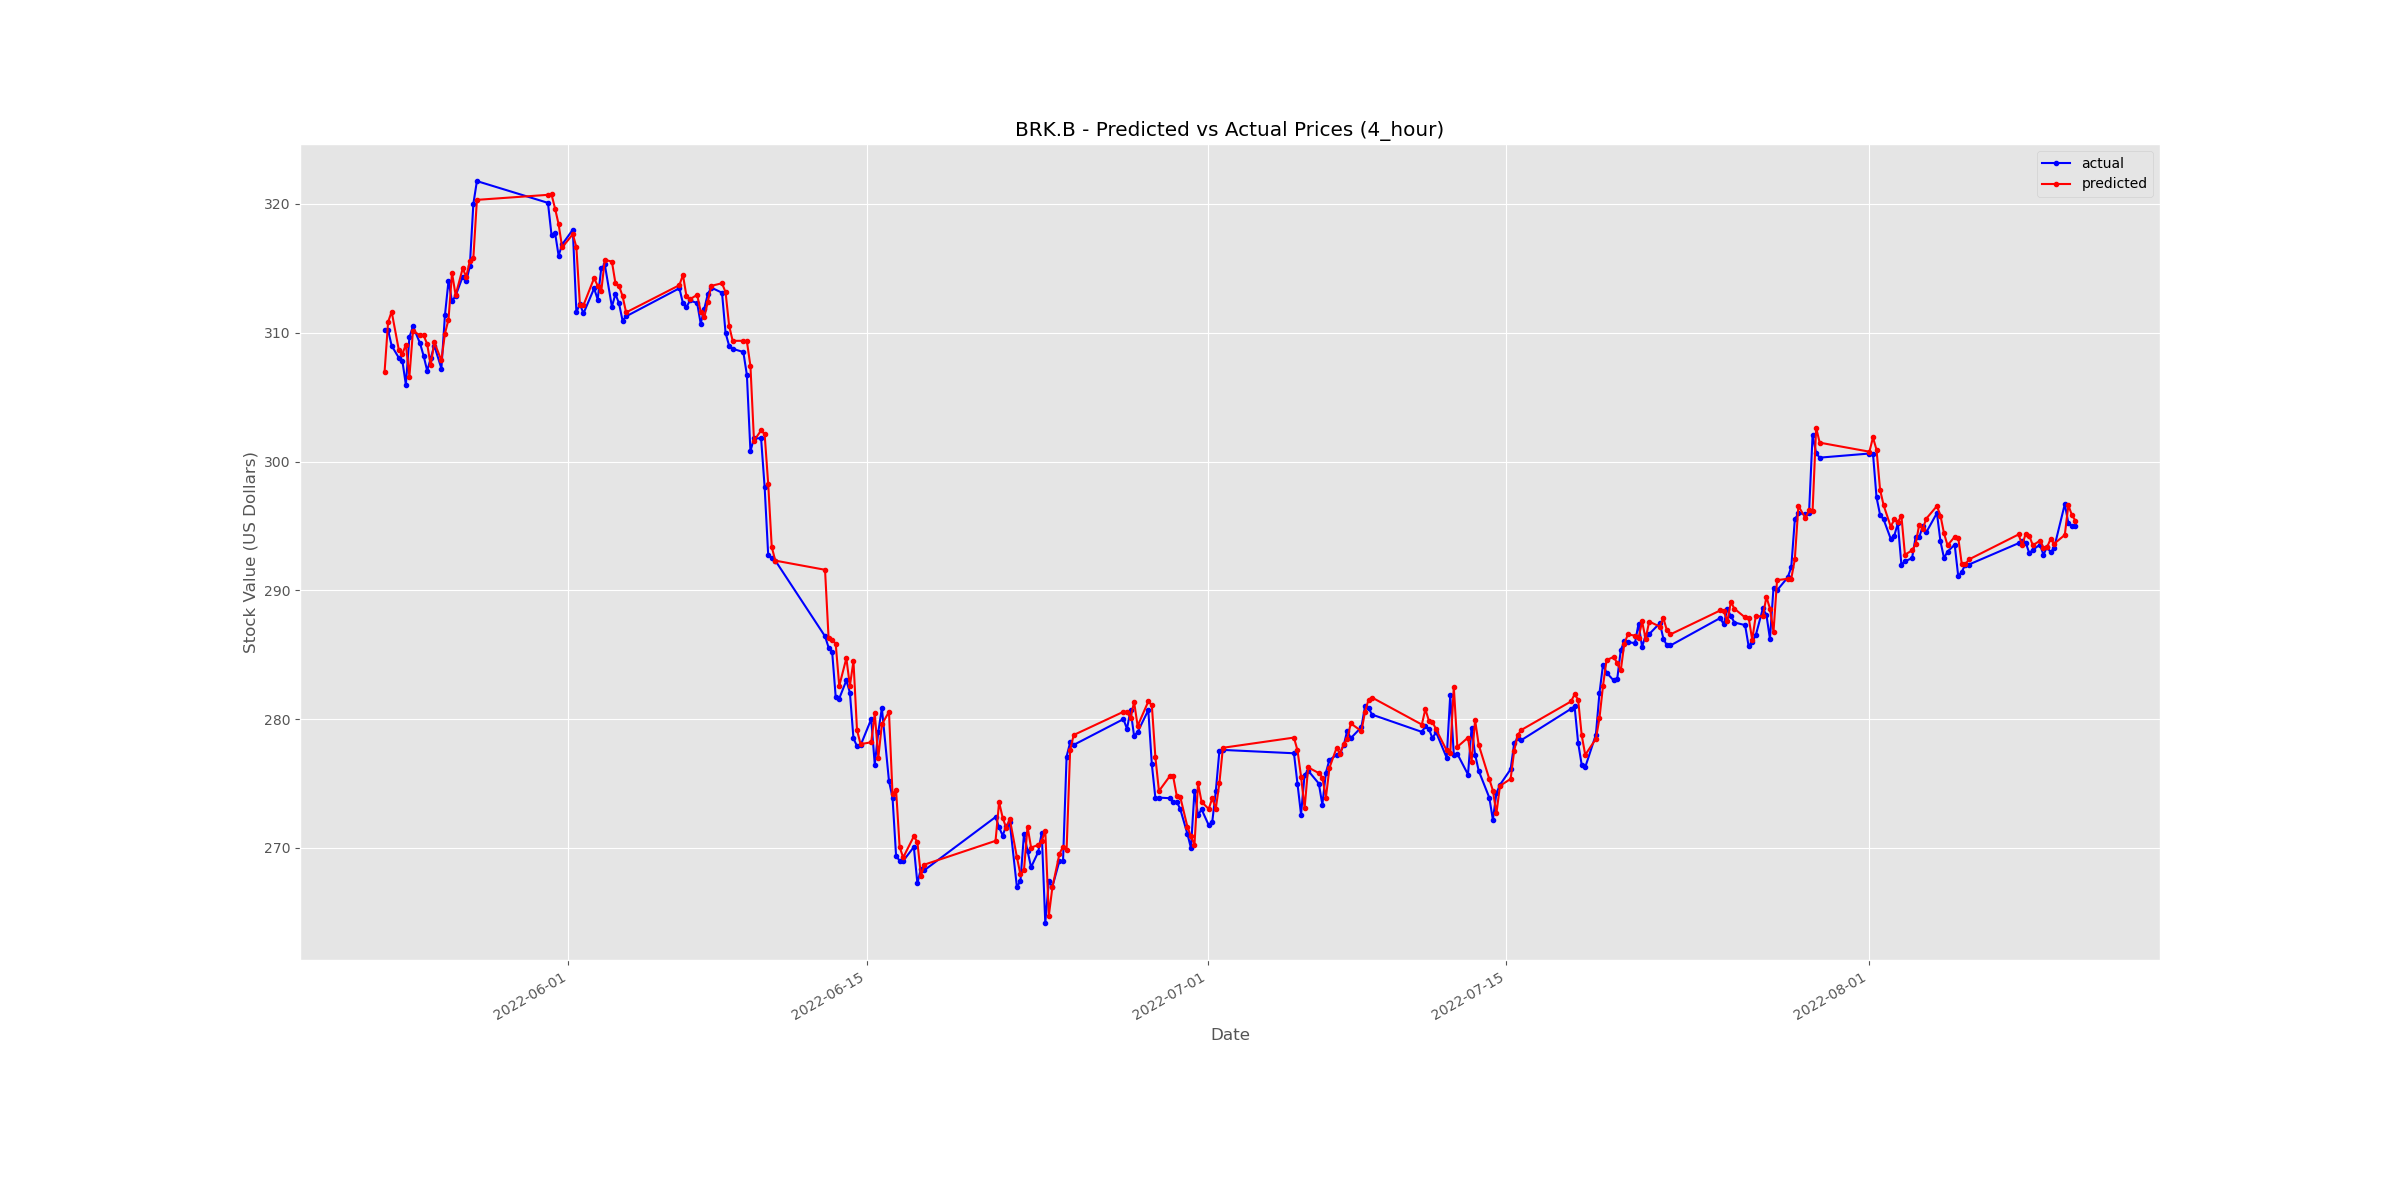 BRK.B - Predicted vs Actual Prices (4_hour)
actual
predicted
Stock Value (US Dollars)
320
310
300
290
280
270
2022-06-01
2022-06-15
2022-07-01
2022-07-15
2022-08-01
Date